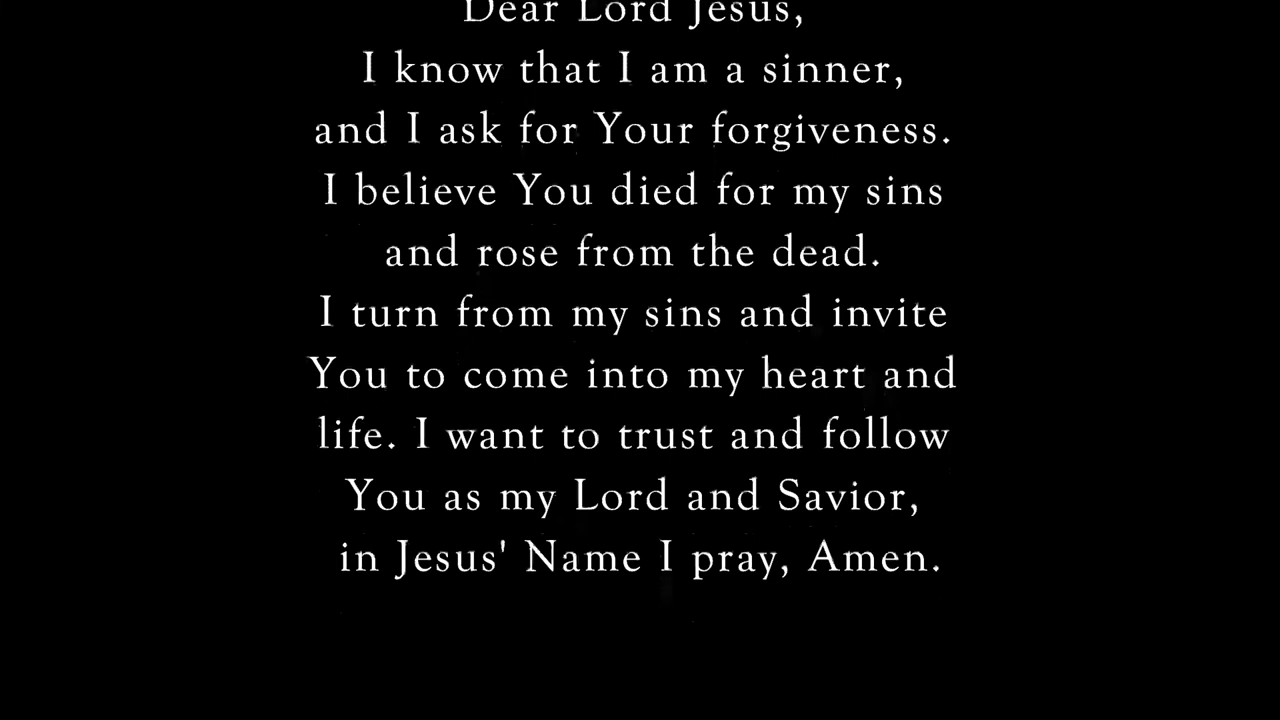 Dear Lord Jesus,
I know that I am a sinner,
and I ask for Your forgiveness.
I believe You died for my sins
and rose from the dead.
I turn from my sins and invite
You to come into my heart and
life. I want to trust and follow
You as my Lord and Savior,
in Jesus' Name I pray, Amen.